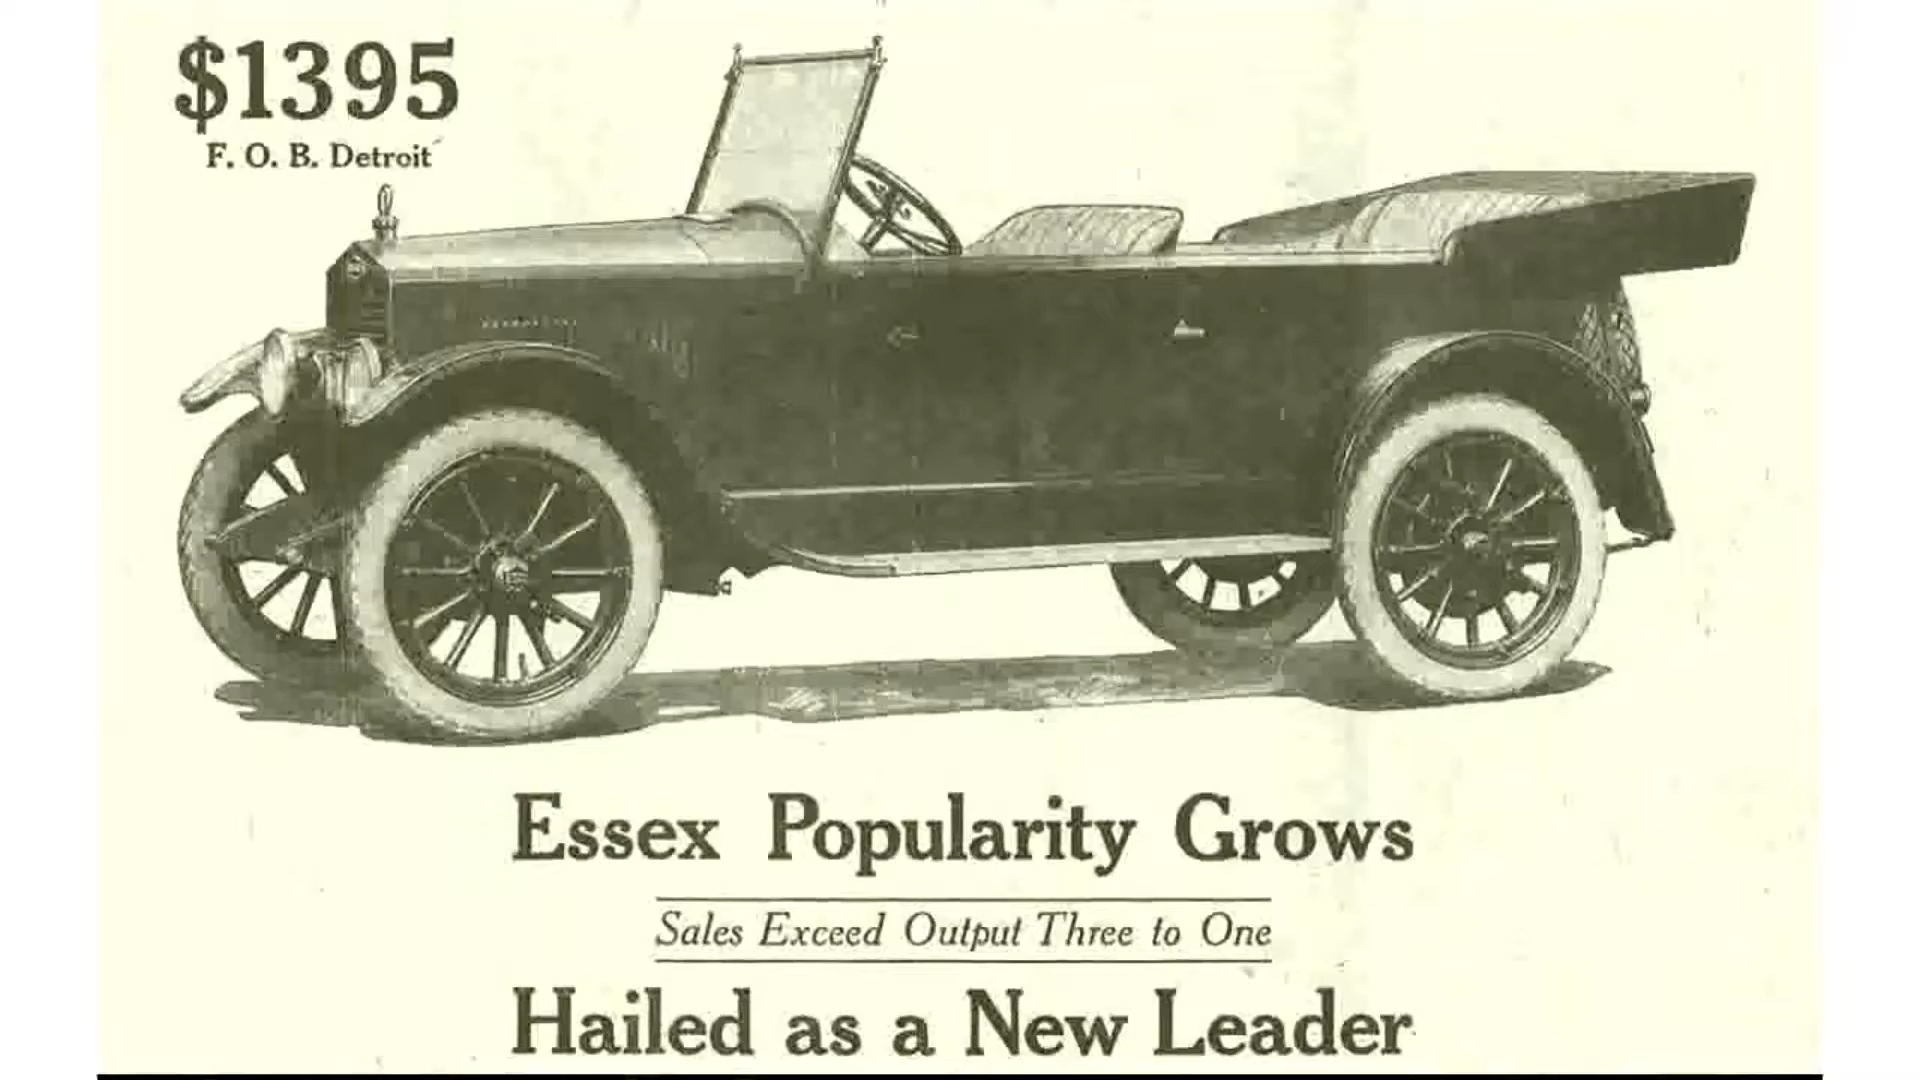 $1395
F. O. B. Detroit
Essex Popularity Grows
Sales Exceed Output Three to One
Hailed as a New Leader